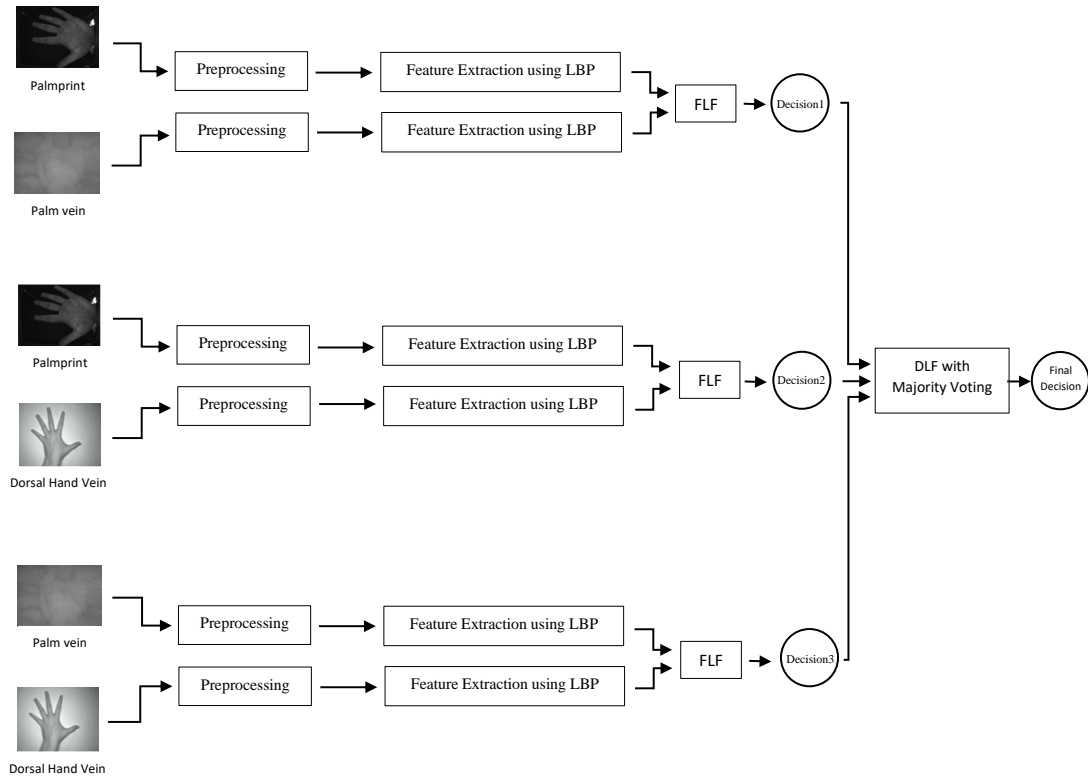 Palmprint
Preprocessing
Feature Extraction using LBP
FLF
Decision1
Preprocessing
Feature Extraction using LBP
Palm vein
Palmprint
Preprocessing
Feature Extraction using LBP
FLF
Decision2
Preprocessing
Feature Extraction using LBP
Dorsal Hand Vein
DLF with
Majority Voting
Final
Decision
Palm vein
Preprocessing
Feature Extraction using LBP
FLF
Decision3
Preprocessing
Feature Extraction using LBP
Dorsal Hand Vein